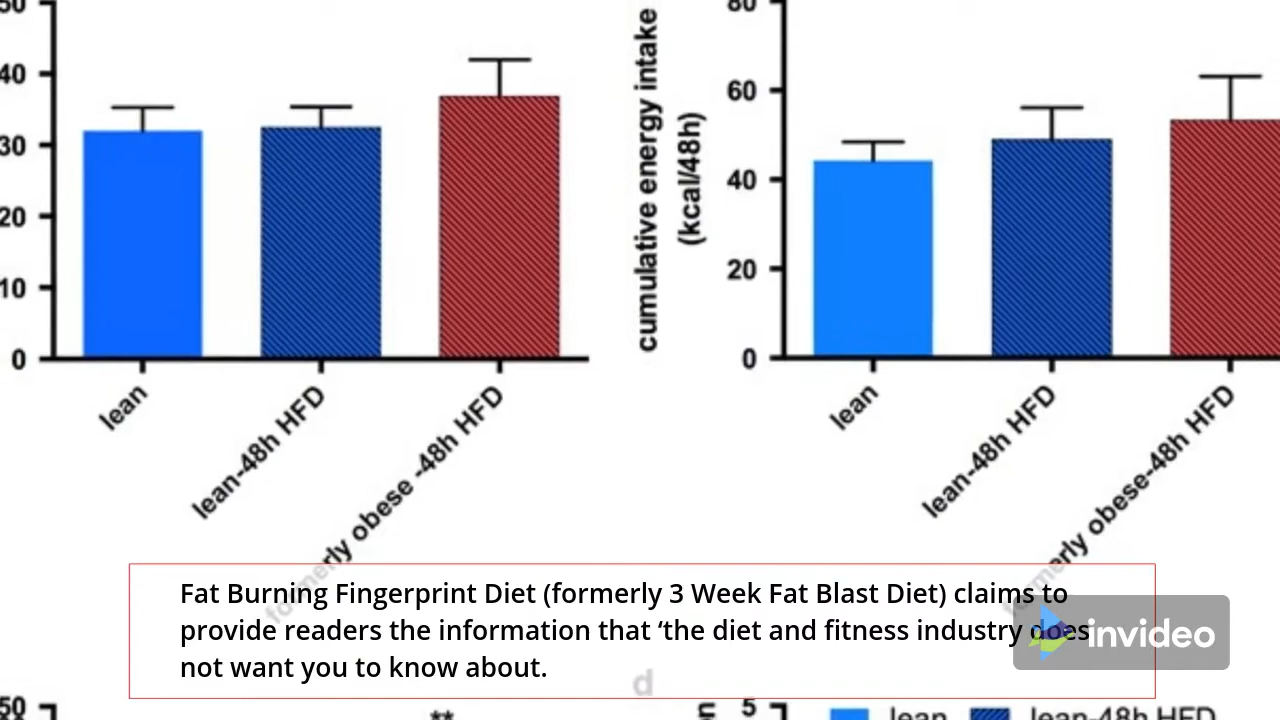 50
40
30
20
10
0
lean
lean-48h HFD
formerly obese -48h HFD
cumulative energy intake
(kcal/48h)
80
60
40
20
0
lean
lean-48h HFD
formerly obese-48h HFD
Fat Burning Fingerprint Diet (formerly 3 Week Fat Blast Diet) claims to
provide readers the information that ‘the diet and fitness industry does
not want you to know about.
invideo
d
50
**
5
lean
lean-48h HFD